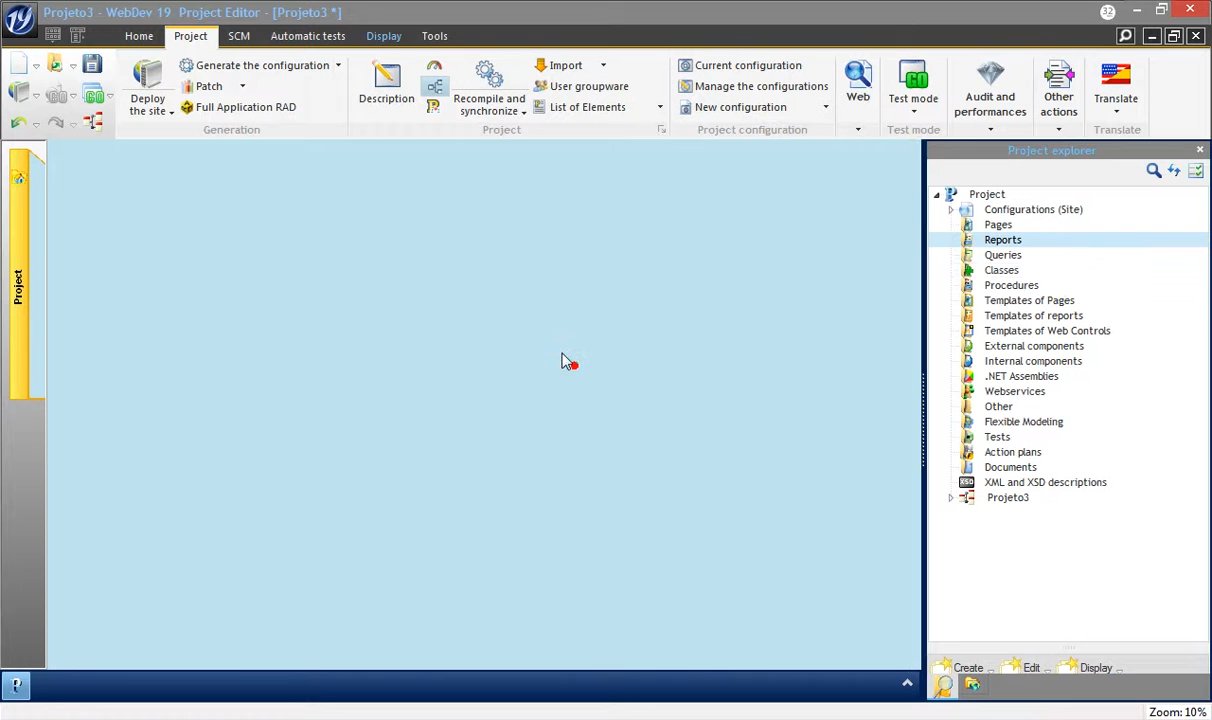 Projeto3 - WebDev 19 Project Editor - [Projeto3 *]
32
19
Home
Project
SCM
Automatic tests
Display
Tools
Generate the configuration
Patch
Full Application RAD
Deploy
the site
Generation
Description
Recompile and
synchronize
Import
User groupware
List of Elements
Project
Current configuration
Manage the configurations
New configuration
Project configuration
Web
GO
Test mode
Test mode
Audit and
performances
Other
actions
Translate
Translate
Project
Project explorer
Project
Configurations (Site)
Pages
Reports
Queries
Classes
Procedures
Templates of Pages
Templates of reports
Templates of Web Controls
External components
Internal components
.NET Assemblies
Webservices
Other
Flexible Modeling
Tests
Action plans
Documents
XSD
XML and XSD descriptions
Projeto3
Create
Edit
Display
Zoom: 10%